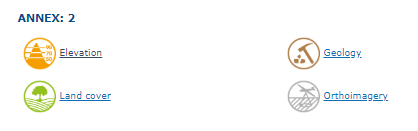 ANNEX: 2
Elevation
Geology
Land cover
Orthoimagery